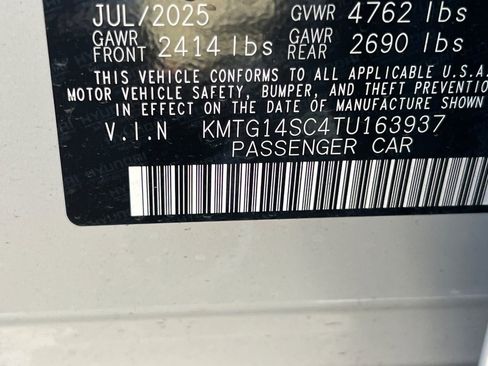 JUL/2025 GVWR 4762 lbs
GAWR FRONT 2414 lbs GAWR REAR 2690 lbs
THIS VEHICLE CONFORMS TO ALL APPLICABLE U.S.A.
MOTOR VEHICLE SAFETY, BUMPER, AND THEFT PREVENTION
IN EFFECT ON THE DATE OF MANUFACTURE SHOWN
V.I.N KMTG14SC4TU163937
PASSENGER CAR